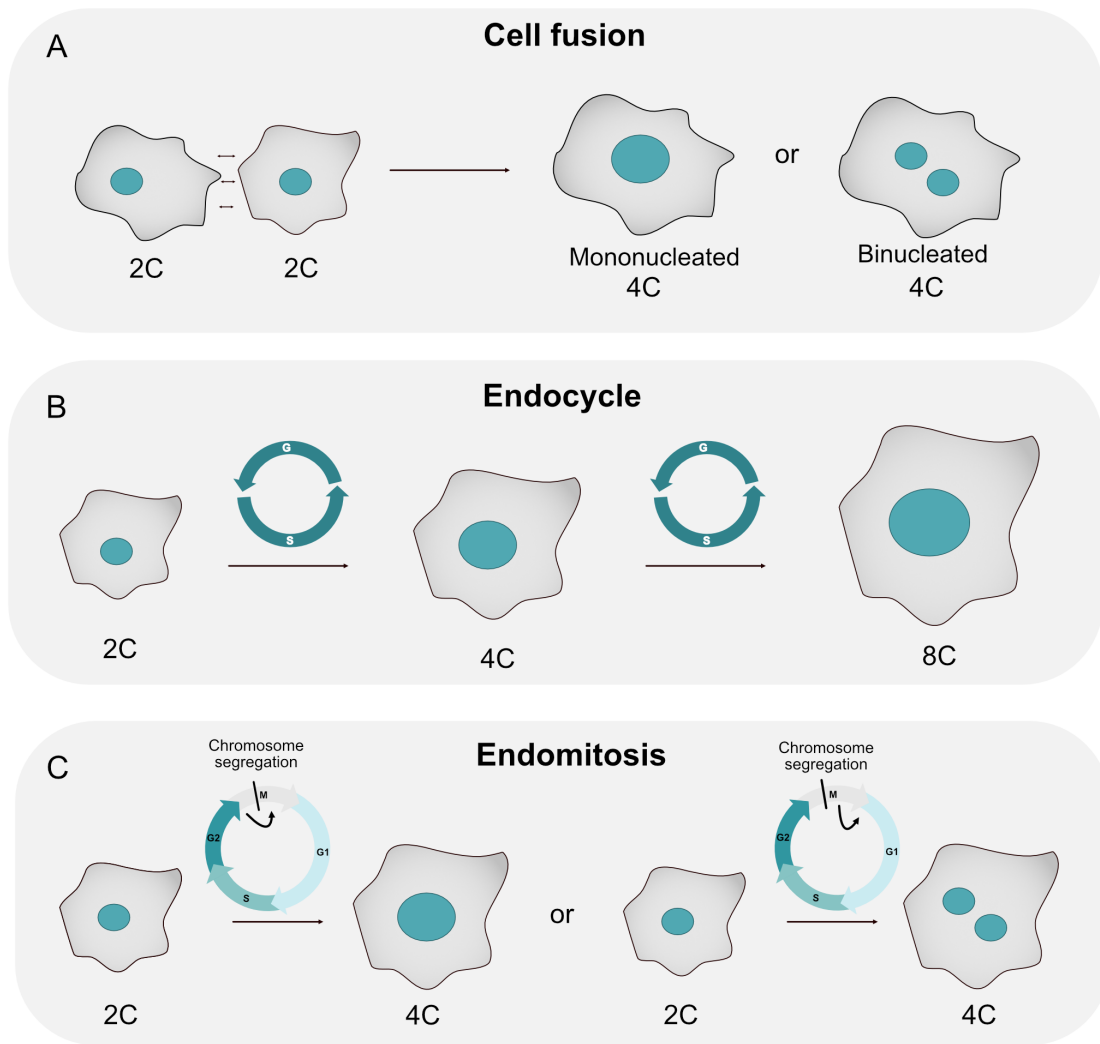 A
Cell fusion
or
2C
2C
Mononucleated
4C
Binucleated
4C
B
Endocycle
G
S
G
S
2C
4C
8C
C
Endomitosis
Chromosome
segregation
M
G2
G1
S
Chromosome
segregation
M
G2
G1
S
or
2C
4C
2C
4C